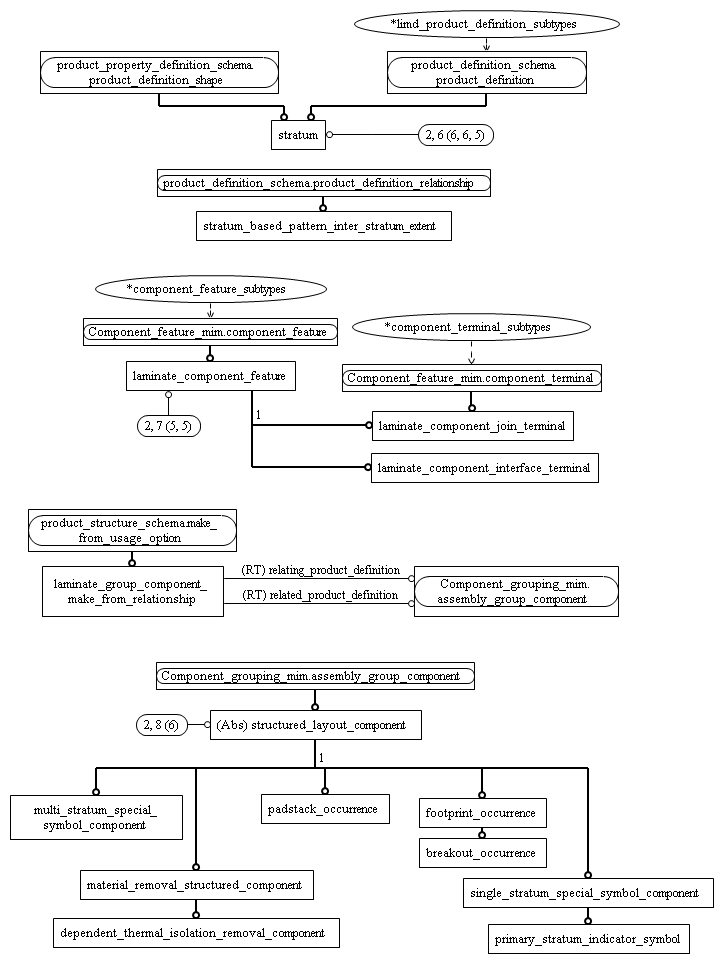 *limd_product_definition_subtypes
product_property_definition_schema.
product_definition_shape
product_definition_schema.
product_definition
stratum
2, 6 (6, 6, 5)
product_definition_schema.product_definition_relationship
stratum_based_pattern_inter_stratum_extent
*component_feature_subtypes
Component_feature_mim.component_feature
*component_terminal_subtypes
laminate_component_feature
Component_feature_mim.component_terminal
1
2, 7 (5, 5)
laminate_component_join_terminal
laminate_component_interface_terminal
product_structure_schema.make_
from_usage_option
(RT) relating_product_definition
laminate_group_component_
make_from_relationship
(RT) related_product_definition
Component_grouping_mim.
assembly_group_component
Component_grouping_mim.assembly_group_component
2, 8 (6)
(Abs) structured_layout_component
1
multi_stratum_special_
symbol_component
padstack_occurrence
footprint_occurrence
breakout_occurrence
material_removal_structured_component
single_stratum_special_symbol_component
dependent_thermal_isolation_removal_component
primary_stratum_indicator_symbol